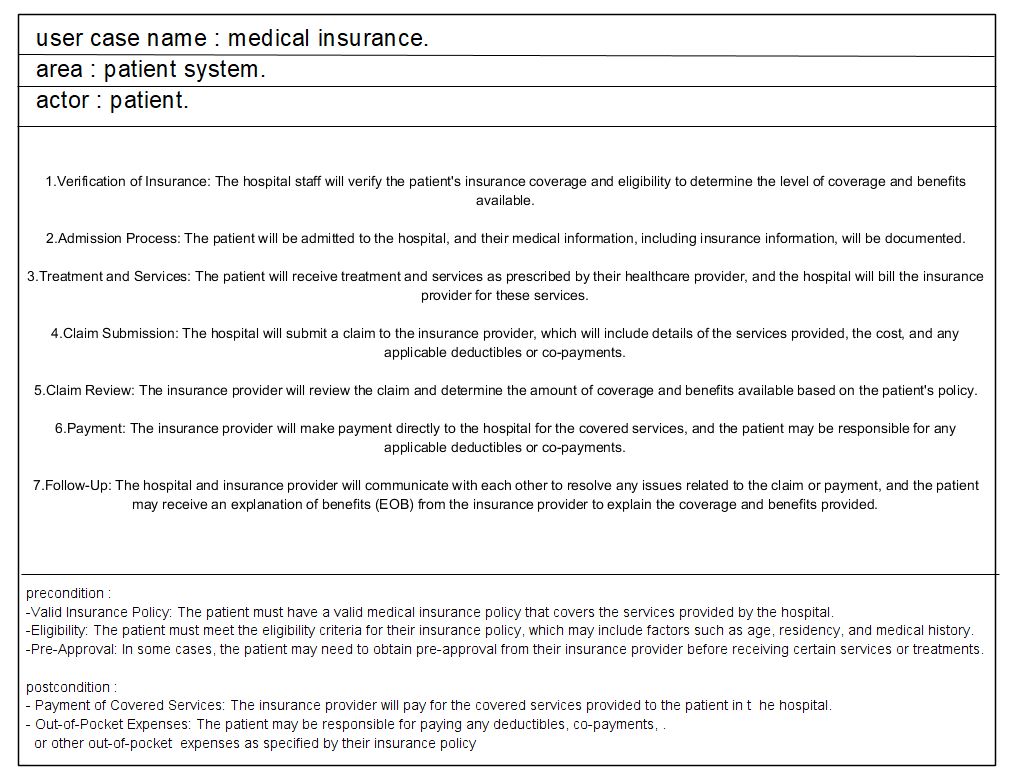 user case name : medical insurance.
area : patient system.
actor : patient.
1.Verification of Insurance: The hospital staff will verify the patient's insurance coverage and eligibility to determine the level of coverage and benefits
available.
2.Admission Process: The patient will be admitted to the hospital, and their medical information, including insurance information, will be documented.
3.Treatment and Services: The patient will receive treatment and services as prescribed by their healthcare provider, and the hospital will bill the insurance
provider for these services.
4.Claim Submission: The hospital will submit a claim to the insurance provider, which will include details of the services provided, the cost, and any
applicable deductibles or co-payments.
5.Claim Review: The insurance provider will review the claim and determine the amount of coverage and benefits available based on the patient's policy.
6.Payment: The insurance provider will make payment directly to the hospital for the covered services, and the patient may be responsible for any
applicable deductibles or co-payments.
7.Follow-Up: The hospital and insurance provider will communicate with each other to resolve any issues related to the claim or payment, and the patient
may receive an explanation of benefits (EOB) from the insurance provider to explain the coverage and benefits provided.
precondition :
-Valid Insurance Policy: The patient must have a valid medical insurance policy that covers the services provided by the hospital.
-Eligibility: The patient must meet the eligibility criteria for their insurance policy, which may include factors such as age, residency, and medical history.
-Pre-Approval: In some cases, the patient may need to obtain pre-approval from their insurance provider before receiving certain services or treatments.
postcondition :
- Payment of Covered Services: The insurance provider will pay for the covered services provided to the patient in t  he hospital.
- Out-of-Pocket Expenses: The patient may be responsible for paying any deductibles, co-payments, .
or other out-of-pocket  expenses as specified by their insurance policy